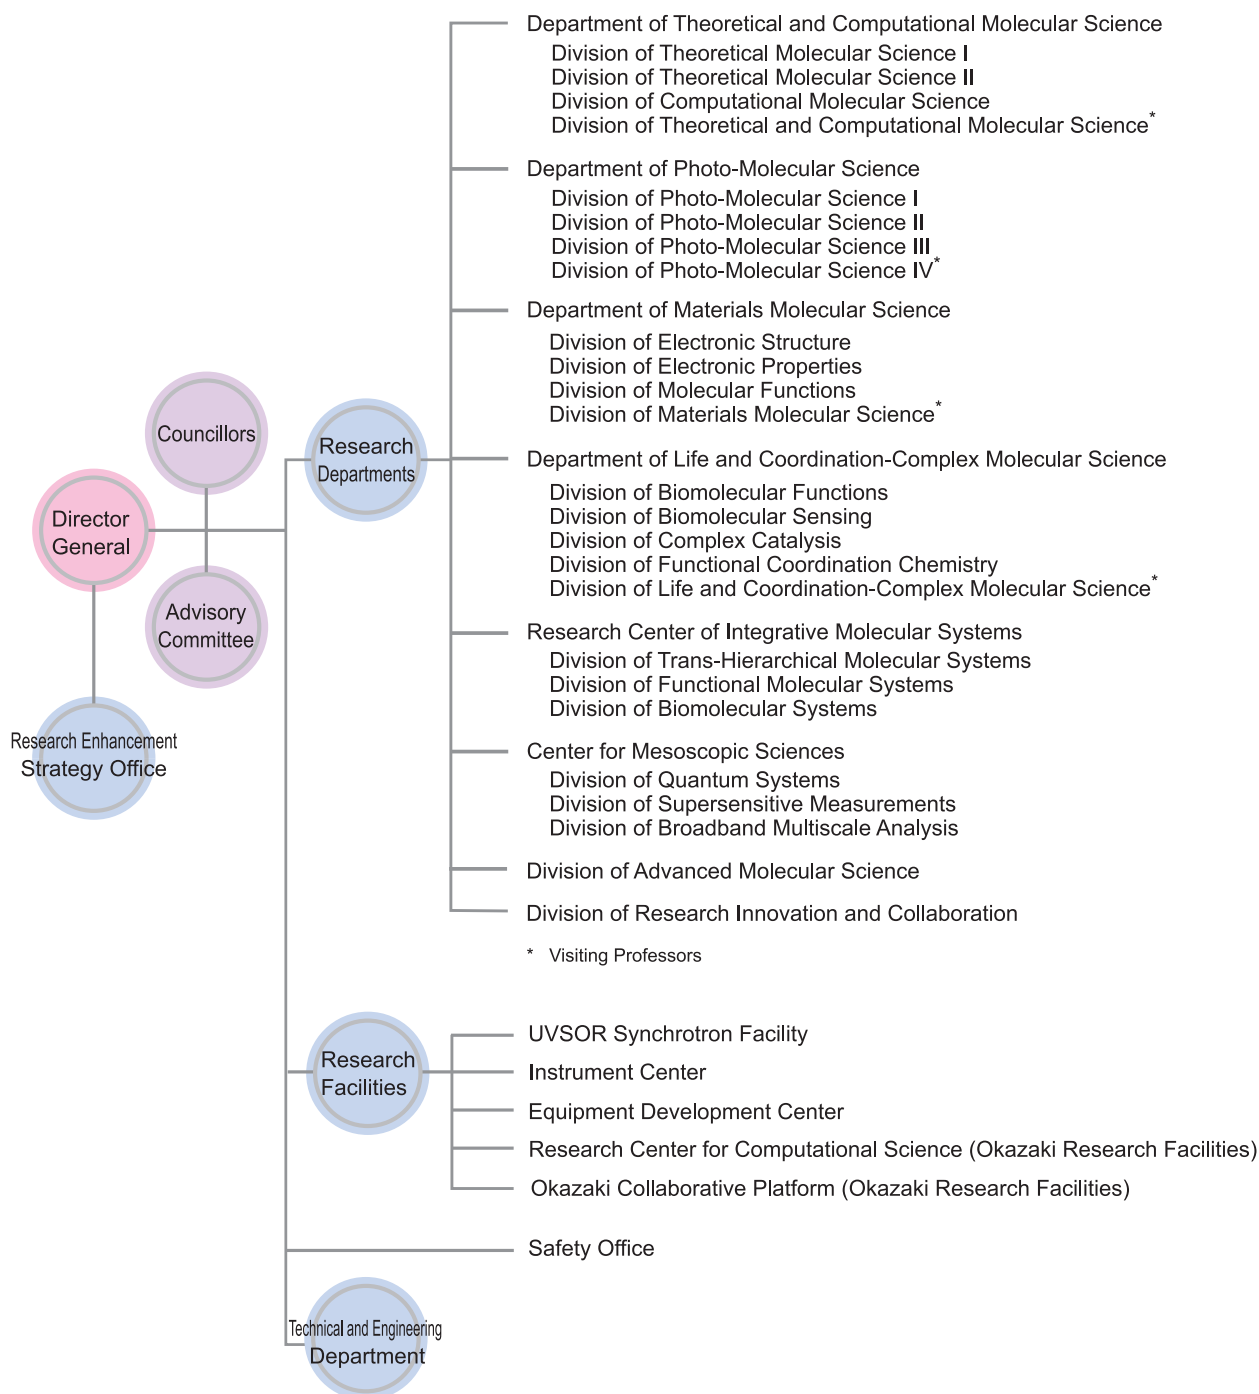 Department of Theoretical and Computational Molecular Science
Division of Theoretical Molecular Science I
Division of Theoretical Molecular Science II
Division of Computational Molecular Science
Division of Theoretical and Computational Molecular Science*
Department of Photo-Molecular Science
Division of Photo-Molecular Science I
Division of Photo-Molecular Science II
Division of Photo-Molecular Science III
Division of Photo-Molecular Science IV*
Department of Materials Molecular Science
Division of Electronic Structure
Division of Electronic Properties
Division of Molecular Functions
Division of Materials Molecular Science*
Councillors
Research
Departments
Department of Life and Coordination-Complex Molecular Science
Division of Biomolecular Functions
Division of Biomolecular Sensing
Division of Complex Catalysis
Division of Functional Coordination Chemistry
Division of Life and Coordination-Complex Molecular Science*
Director
General
Advisory
Committee
Research Center of Integrative Molecular Systems
Division of Trans-Hierarchical Molecular Systems
Division of Functional Molecular Systems
Division of Biomolecular Systems
Research Enhancement
Strategy Office
Center for Mesoscopic Sciences
Division of Quantum Systems
Division of Supersensitive Measurements
Division of Broadband Multiscale Analysis
Division of Advanced Molecular Science
Division of Research Innovation and Collaboration
* Visiting Professors
Research
Facilities
UVSOR Synchrotron Facility
Instrument Center
Equipment Development Center
Research Center for Computational Science (Okazaki Research Facilities)
Okazaki Collaborative Platform (Okazaki Research Facilities)
Safety Office
Technical and Engineering
Department